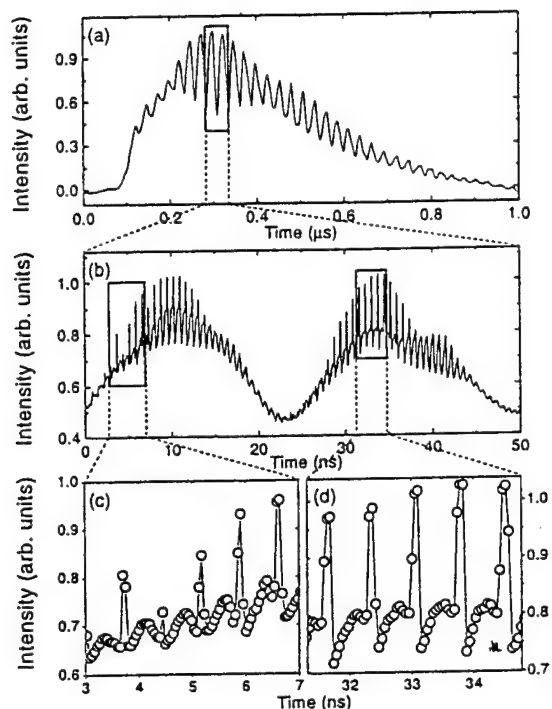 (a)
Intensity (arb. units)
0.9
0.6
0.3
0.0
0.0 0.2 0.4 0.6 0.8 1.0
Time (μs)
(b)
Intensity (arb. units)
1.0
0.8
0.6
0.4
0 10 20 30 40 50
Time (ns)
(c)
Intensity (arb. units)
1.0
0.9
0.8
0.7
0.6
3 4 5 6 7
(d)
1.0
0.9
0.8
0.7
32 33 34
Time (ns)